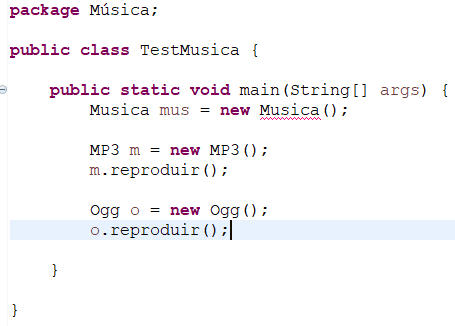 package Música;
public class TestMusica {
public static void main(String[] args) {
Musica mus = new Musica();
MP3 m = new MP3();
m.reproduir();
Ogg o = new Ogg();
o.reproduir();
}
}